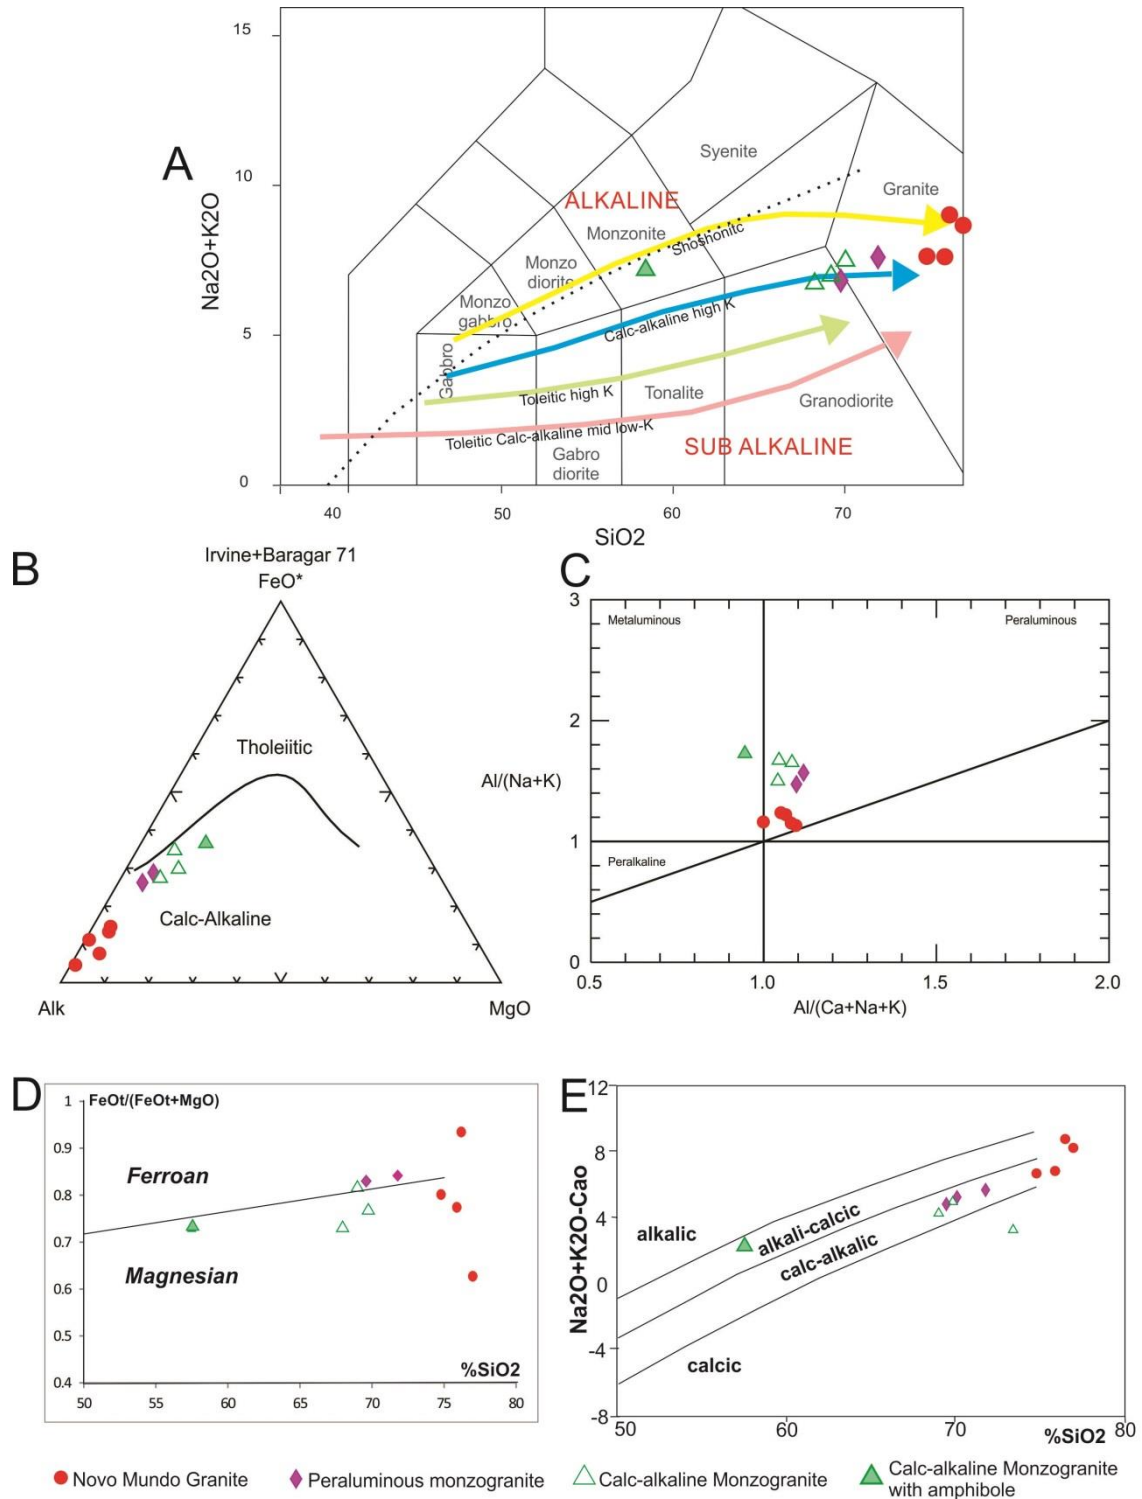 A
15
10
5
0
Na2O+K2O
40
50
60
70
SiO2
Syenite
Granite
ALKALINE
Monzonite
Shoshonitc
Monzo
diorite
Monzo
gabbro
Gabbro
Calc-alkaline high K
Toleitic high K
Tonalite
Granodiorite
Toleitic Calc-alkaline mid low-K
SUB ALKALINE
Gabro
diorite
B
Irvine+Baragar 71
FeO*
Tholeiitic
Calc-Alkaline
Alk
MgO
C
3
2
1
0
Al/(Na+K)
Metaluminous
Peraluminous
Peralkaline
0.5
1.0
1.5
2.0
Al/(Ca+Na+K)
D
FeOt/(FeOt+MgO)
1
0.9
0.8
0.7
0.6
0.5
0.4
Ferroan
Magnesian
%SiO2
50
55
60
65
70
75
80
E
12
8
4
0
-4
-8
Na2O+K2O-Cao
alkalic
alkali-calcic
calc-alkalic
calcic
50
60
70
%SiO2
80
Novo Mundo Granite
Peraluminous monzogranite
Calc-alkaline Monzogranite
Calc-alkaline Monzogranite
with amphibole